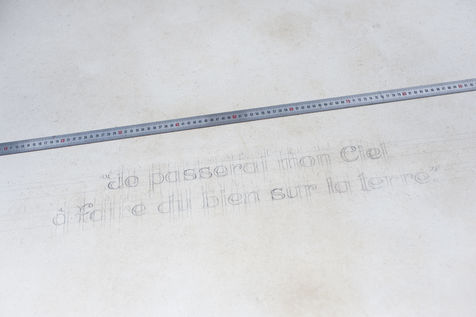 "Je passerai mon Ciel
à faire du bien sur la terre"